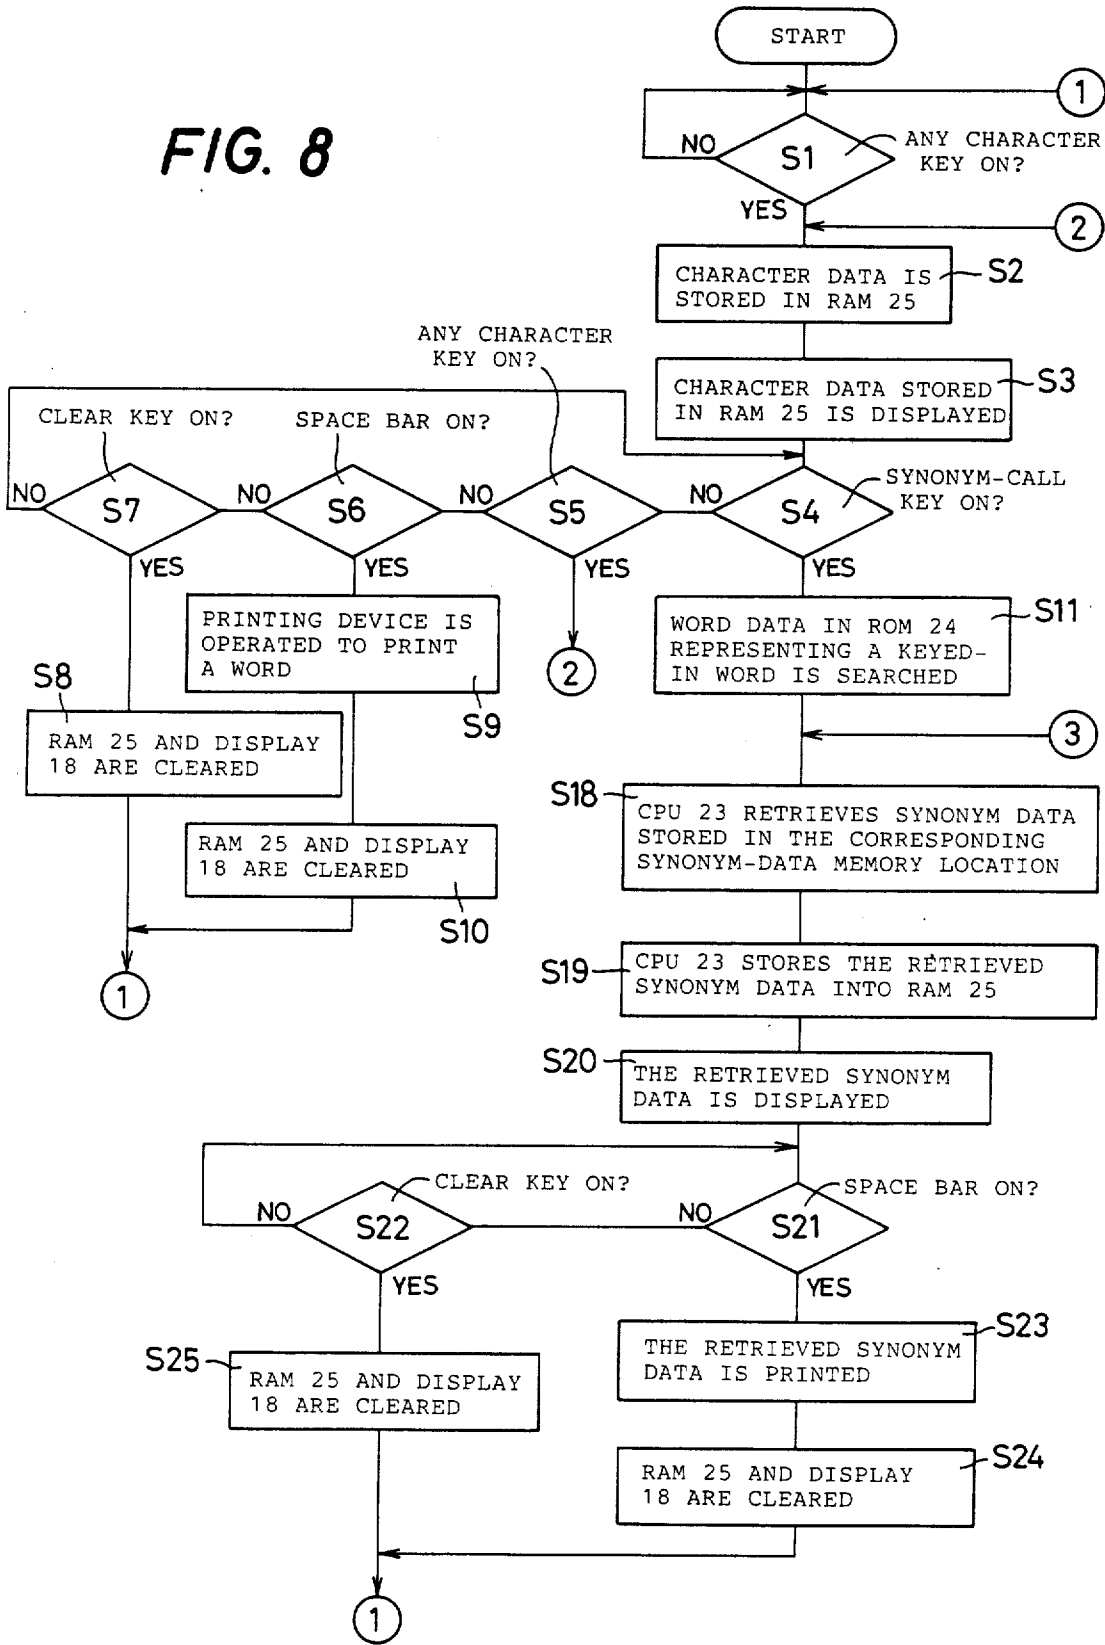 START
1
FIG. 8
NO
S1
ANY CHARACTER
KEY ON?
YES
2
CHARACTER DATA IS
STORED IN RAM 25
S2
ANY CHARACTER
KEY ON?
CHARACTER DATA STORED
IN RAM 25 IS DISPLAYED
S3
CLEAR KEY ON?
SPACE BAR ON?
SYNONYM-CALL
KEY ON?
NO
S7
NO
S6
NO
S5
NO
S4
YES
YES
YES
YES
PRINTING DEVICE IS
OPERATED TO PRINT
A WORD
S9
2
WORD DATA IN ROM 24
REPRESENTING A KEYED-
IN WORD IS SEARCHED
S11
S8
RAM 25 AND DISPLAY
18 ARE CLEARED
3
RAM 25 AND DISPLAY
18 ARE CLEARED
S10
S18
CPU 23 RETRIEVES SYNONYM DATA
STORED IN THE CORRESPONDING
SYNONYM-DATA MEMORY LOCATION
1
S19
CPU 23 STORES THE RETRIEVED
SYNONYM DATA INTO RAM 25
S20
THE RETRIEVED SYNONYM
DATA IS DISPLAYED
CLEAR KEY ON?
SPACE BAR ON?
NO
S22
NO
S21
YES
YES
S25
RAM 25 AND DISPLAY
18 ARE CLEARED
THE RETRIEVED SYNONYM
DATA IS PRINTED
S23
RAM 25 AND DISPLAY
18 ARE CLEARED
S24
1